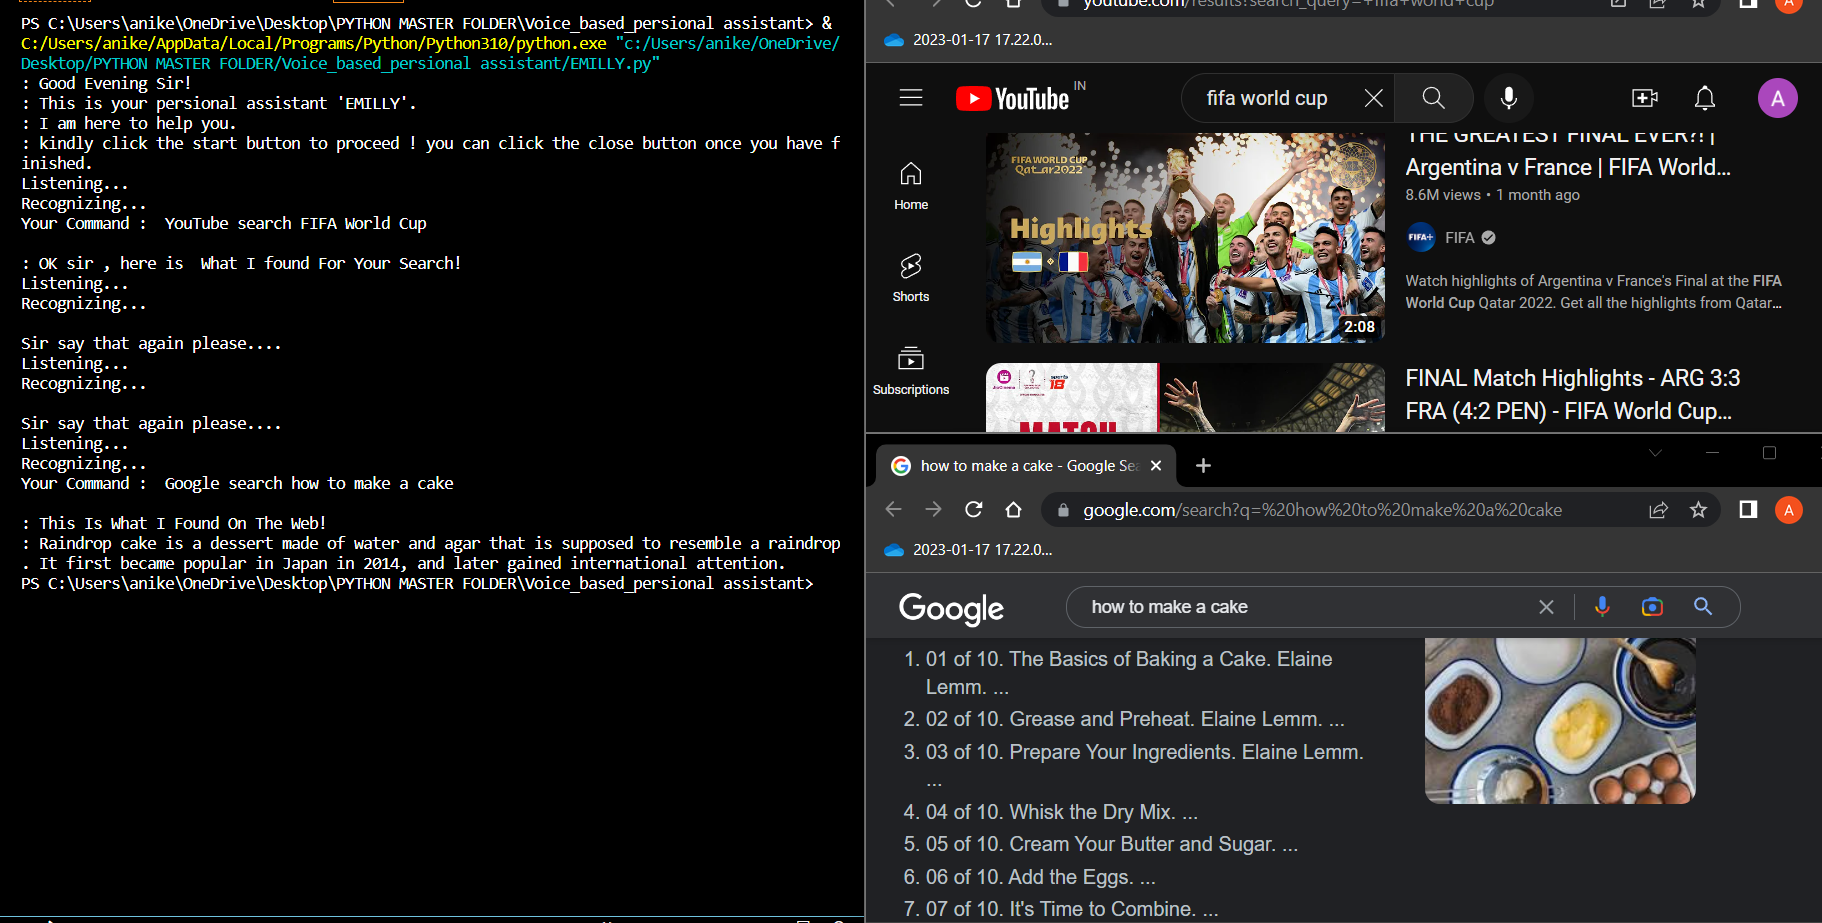 PS C:\Users\anike\OneDrive\Desktop\PYTHON MASTER FOLDER\Voice_based_persional assistant> &
C:/Users/anike/AppData/Local/Programs/Python/Python310/python.exe "c:/Users/anike/OneDrive/
Desktop/PYTHON MASTER FOLDER/Voice_based_persional assistant/EMILLY.py"
: Good Evening Sir!
: This is your persional assistant 'EMILLY'.
: I am here to help you.
: kindly click the start button to proceed ! you can click the close button once you have f
inished.
Listening...
Recognizing...
Your Command :  YouTube search FIFA World Cup
: OK sir , here is  What I found For Your Search!
Listening...
Recognizing...
Sir say that again please....
Listening...
Recognizing...
Sir say that again please....
Listening...
Recognizing...
Your Command :  Google search how to make a cake
: This Is What I Found On The Web!
: Raindrop cake is a dessert made of water and agar that is supposed to resemble a raindrop
. It first became popular in Japan in 2014, and later gained international attention.
PS C:\Users\anike\OneDrive\Desktop\PYTHON MASTER FOLDER\Voice_based_persional assistant>
youtube.com/results?search_query=+fifa+world+cup
A
2023-01-17 17.22.0...
YouTube IN
fifa world cup
A
Home
Shorts
Subscriptions
FIFA WORLD CUP
Qatar2022
Highlights
2:08
THE GREATEST FINAL EVER?! |
Argentina v France | FIFA World...
8.6M views • 1 month ago
FIFA+ FIFA
Watch highlights of Argentina v France's Final at the FIFA
World Cup Qatar 2022. Get all the highlights from Qatar...
JioCinema
sports
18
MATCH
FINAL Match Highlights - ARG 3:3
FRA (4:2 PEN) - FIFA World Cup...
how to make a cake - Google Sea
google.com/search?q=%20how%20to%20make%20a%20cake
A
2023-01-17 17.22.0...
Google
how to make a cake
1. 01 of 10. The Basics of Baking a Cake. Elaine
Lemm. ...
2. 02 of 10. Grease and Preheat. Elaine Lemm. ...
3. 03 of 10. Prepare Your Ingredients. Elaine Lemm.
...
4. 04 of 10. Whisk the Dry Mix. ...
5. 05 of 10. Cream Your Butter and Sugar. ...
6. 06 of 10. Add the Eggs. ...
7. 07 of 10. It's Time to Combine. ...